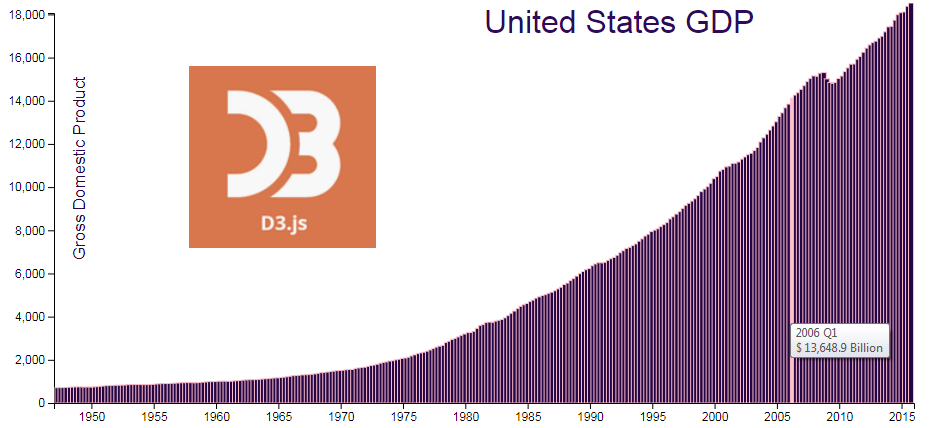 United States GDP
18,000
16,000
14,000
12,000
10,000
8,000
6,000
4,000
2,000
0
Gross Domestic Product
D3
D3.js
2006 Q1
$ 13,648.9 Billion
1950 1955 1960 1965 1970 1975 1980 1985 1990 1995 2000 2005 2010 2015